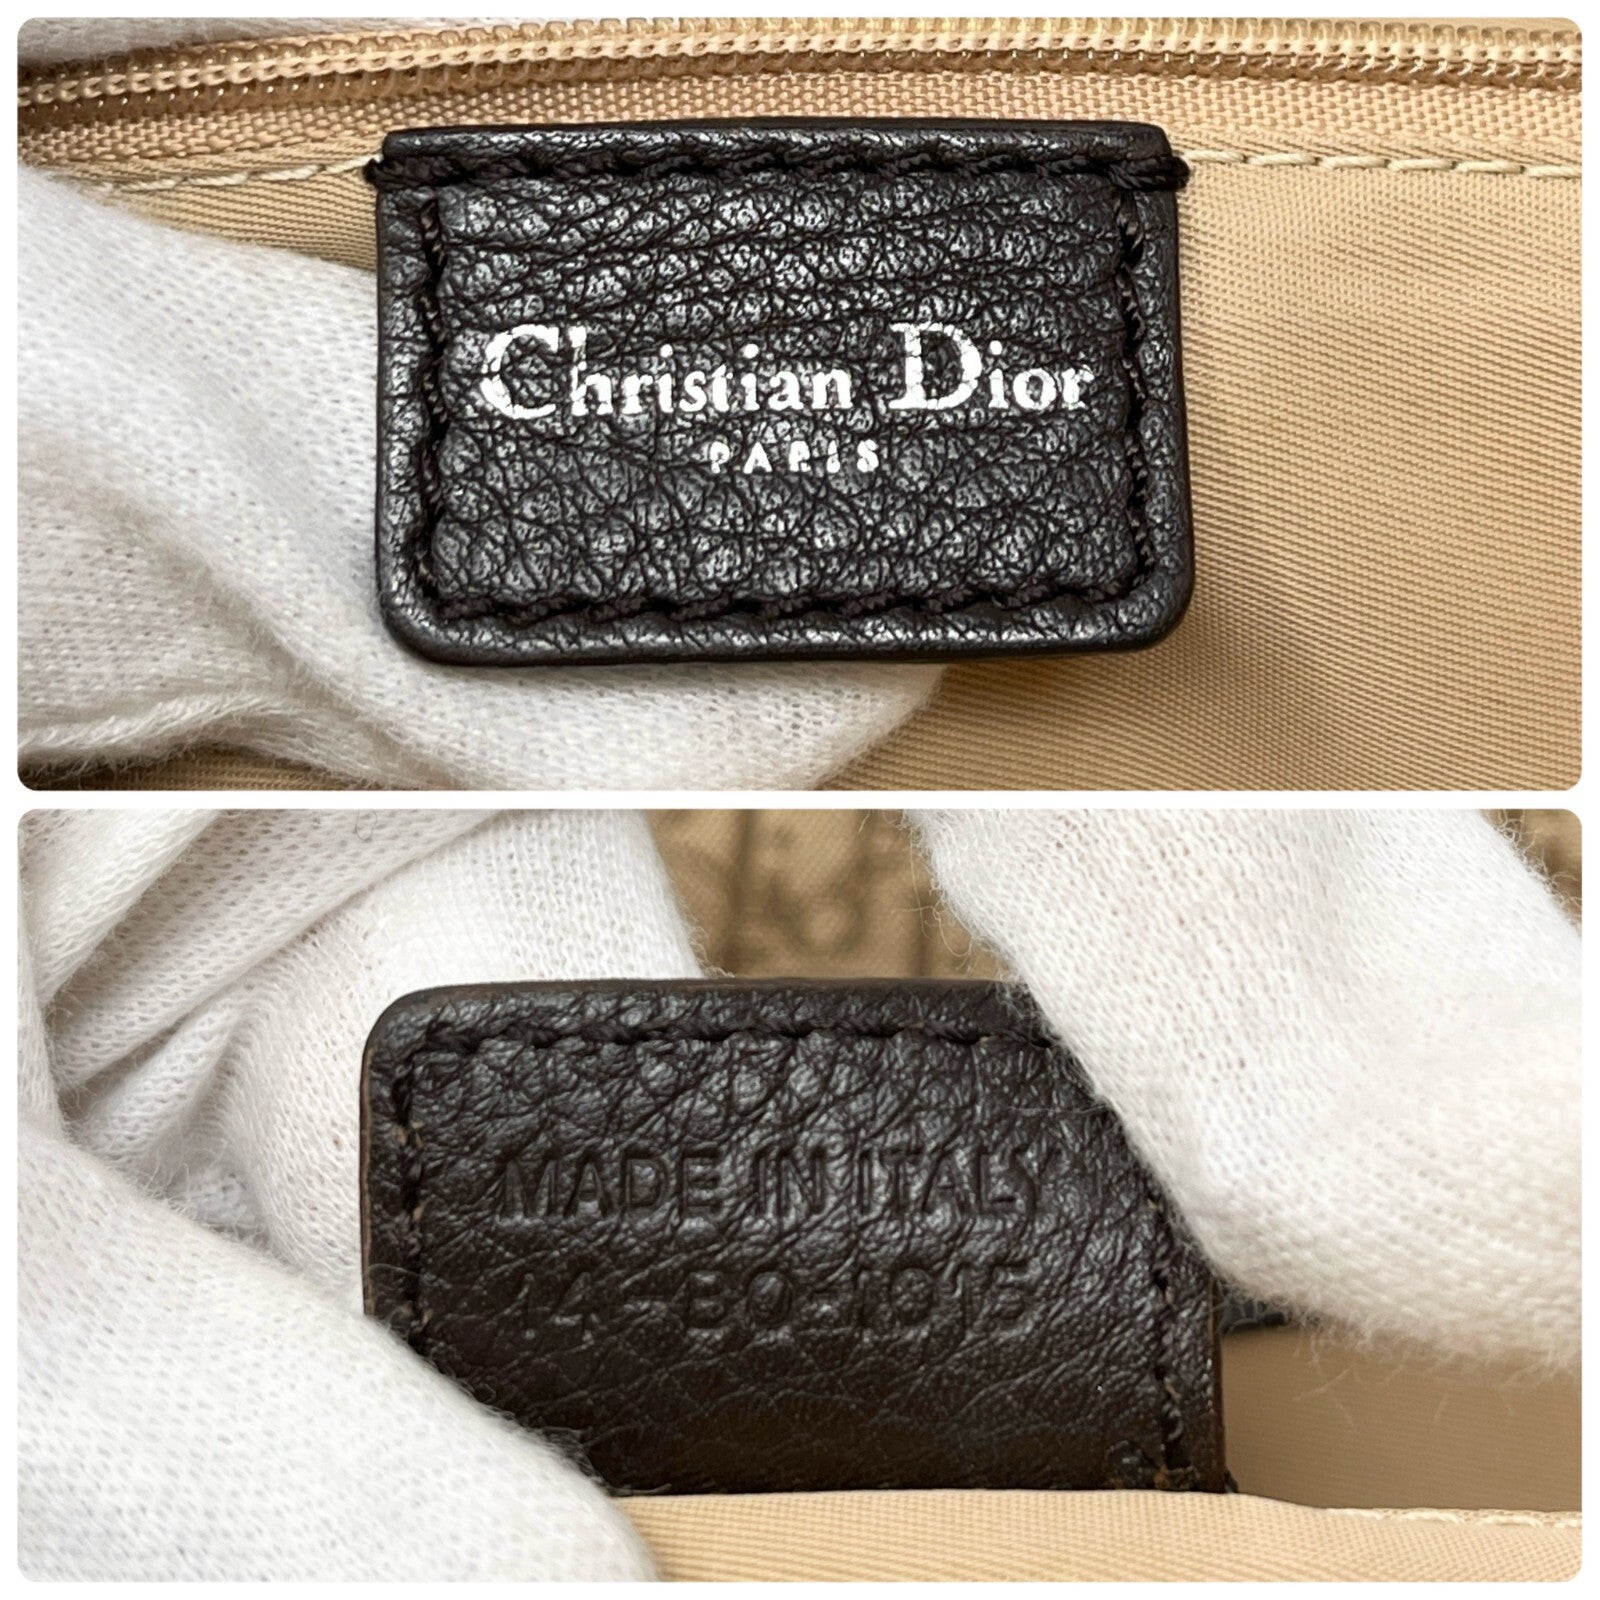 Christian Dior
PARIS
MADE IN ITALY
14-BO-1015